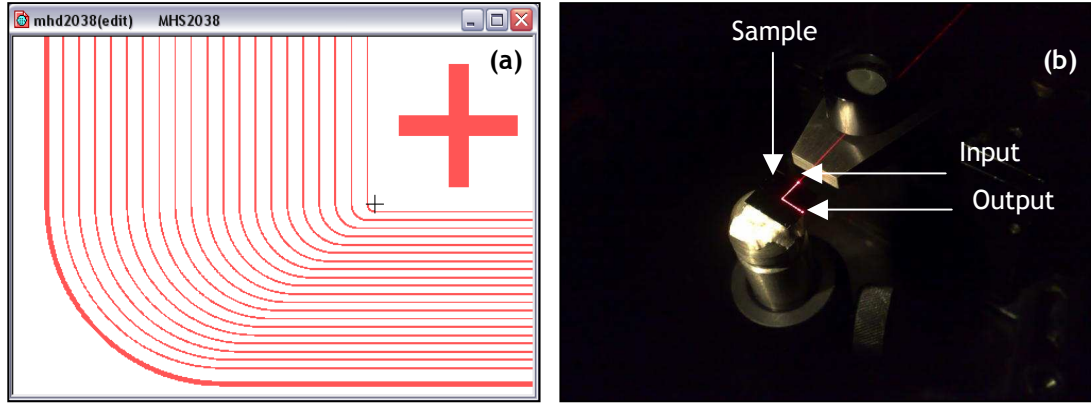 mhd2038(edit) MHS2038
(a)
Sample
(b)
Input
Output